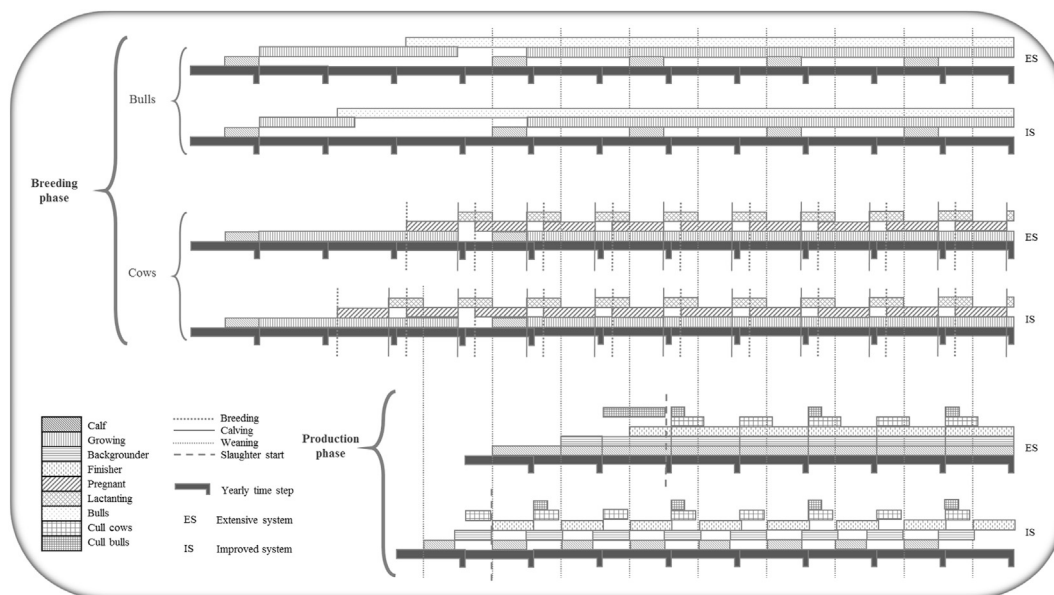 ES
Bulls
IS
Breeding
phase
ES
Cows
IS
Calf
Growing
Backgrounder
Finisher
Pregnant
Lactanting
Bulls
Cull cows
Cull bulls
Breeding
Calving
Weaning
Slaughter start
Yearly time step
ES Extensive system
IS Improved system
Production
phase
ES
IS